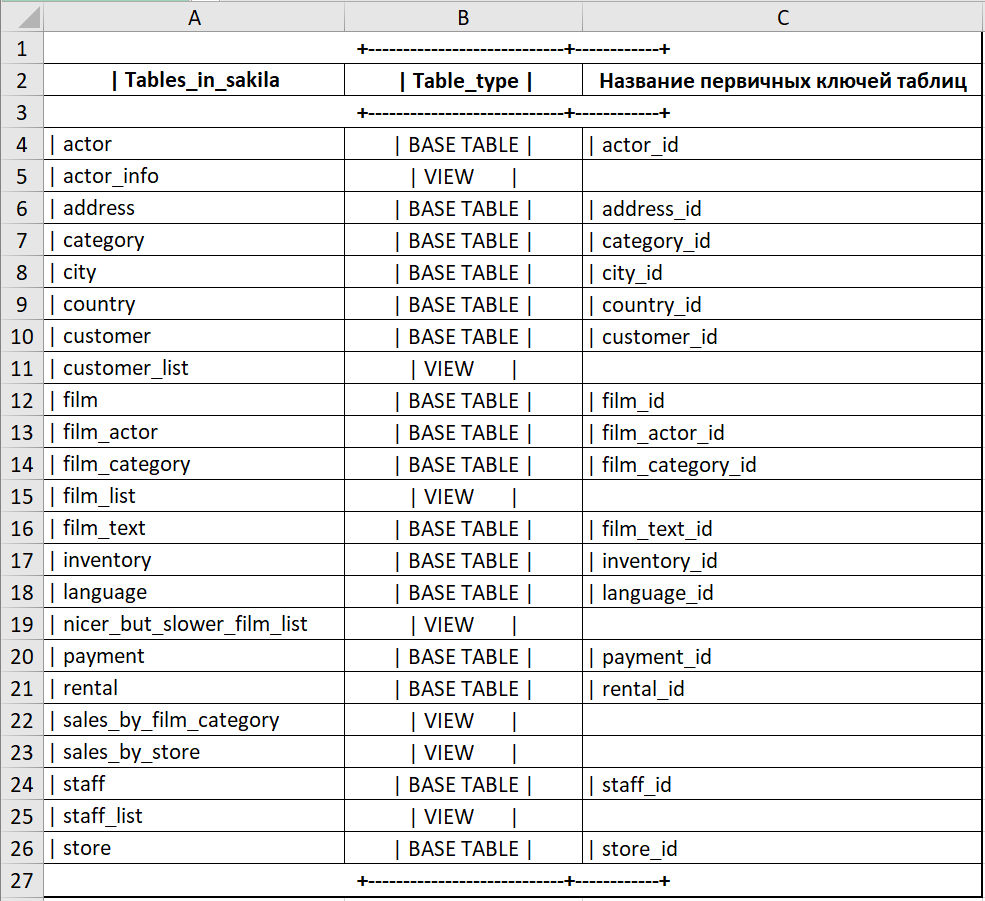 A B C
1 +----------------------------+------------+
2 | Tables_in_sakila | Table_type | Название первичных ключей таблиц
3 +----------------------------+------------+
4 | actor | BASE TABLE | | actor_id
5 | actor_info | VIEW |
6 | address | BASE TABLE | | address_id
7 | category | BASE TABLE | | category_id
8 | city | BASE TABLE | | city_id
9 | country | BASE TABLE | | country_id
10 | customer | BASE TABLE | | customer_id
11 | customer_list | VIEW |
12 | film | BASE TABLE | | film_id
13 | film_actor | BASE TABLE | | film_actor_id
14 | film_category | BASE TABLE | | film_category_id
15 | film_list | VIEW |
16 | film_text | BASE TABLE | | film_text_id
17 | inventory | BASE TABLE | | inventory_id
18 | language | BASE TABLE | | language_id
19 | nicer_but_slower_film_list | VIEW |
20 | payment | BASE TABLE | | payment_id
21 | rental | BASE TABLE | | rental_id
22 | sales_by_film_category | VIEW |
23 | sales_by_store | VIEW |
24 | staff | BASE TABLE | | staff_id
25 | staff_list | VIEW |
26 | store | BASE TABLE | | store_id
27 +----------------------------+------------+